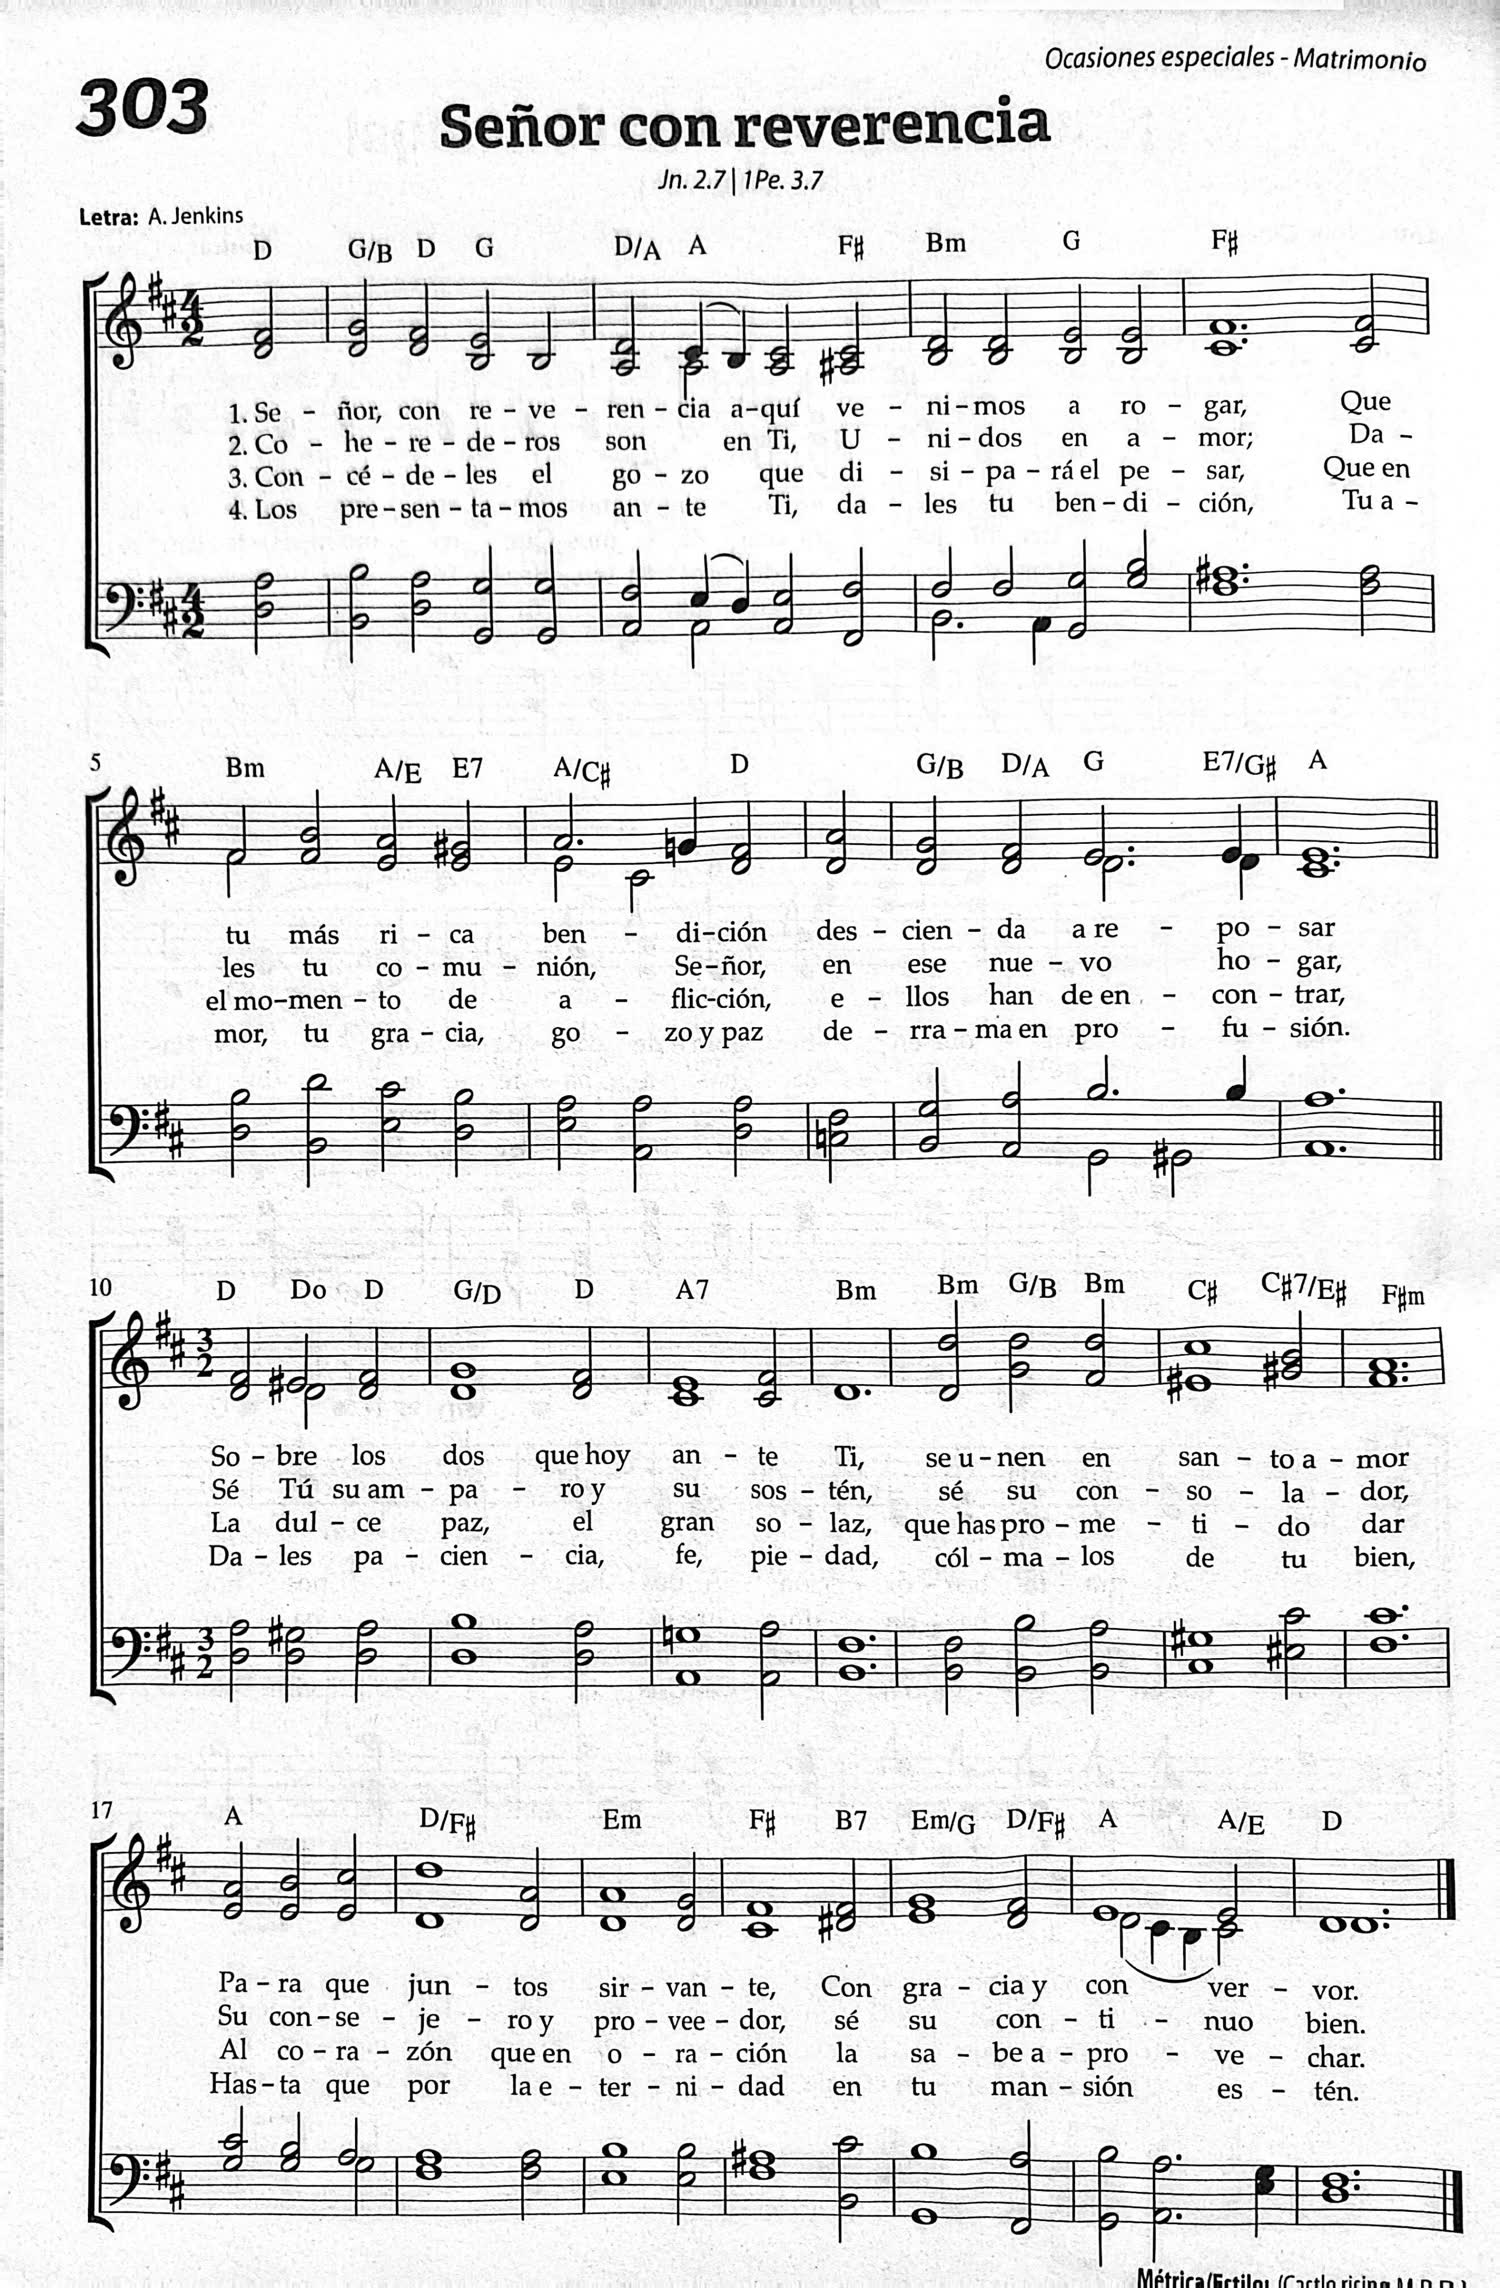 Ocasiones especiales - Matrimonio
303
Señor con reverencia
Jn. 2.7 | 1Pe. 3.7
Letra: A. Jenkins
D G/B D G D/A A F♯ Bm G F♯
1. Se - ñor, con re - ve - ren - cia a-quí ve - ni - mos a ro - gar, Que
2. Co - he - re - de - ros son en Ti, U - ni - dos en a - mor; Da -
3. Con - cé - de - les el go - zo que di - si - pa - rá el pe - sar, Que en
4. Los pre - sen - ta - mos an - te Ti, da - les tu ben - di - ción, Tu a -
5 Bm A/E E7 A/C♯ D G/B D/A G E7/G♯ A
tu más ri - ca ben - di-ción des - cien - da a re - po - sar
les tu co - mu - nión, Se-ñor, en ese nue - vo ho - gar,
el mo-men - to de a - flic-ción, e - llos han de en - con - trar,
mor, tu gra - cia, go - zo y paz de - rra - ma en pro - fu - sión.
10 D Do D G/D D A7 Bm Bm G/B Bm C♯ C♯7/E♯ F♯m
So - bre los dos que hoy an - te Ti, se u - nen en san - to a - mor
Sé Tú su am - pa - ro y su sos - tén, sé su con - so - la - dor,
La dul - ce paz, el gran so - laz, que has pro - me - ti - do dar
Da - les pa - cien - cia, fe, pie - dad, cól - ma - los de tu bien,
17 A D/F♯ Em F♯ B7 Em/G D/F♯ A A/E D
Pa - ra que jun - tos sir - van - te, Con gra - cia y con ver - vor.
Su con - se - je - ro y pro - vee - dor, sé su con - ti - nuo bien.
Al co - ra - zón que en o - ra - ción la sa - be a - pro - ve - char.
Has - ta que por la e - ter - ni - dad en tu man - sión es - tén.
Métrica/Estilo: (Castle rising